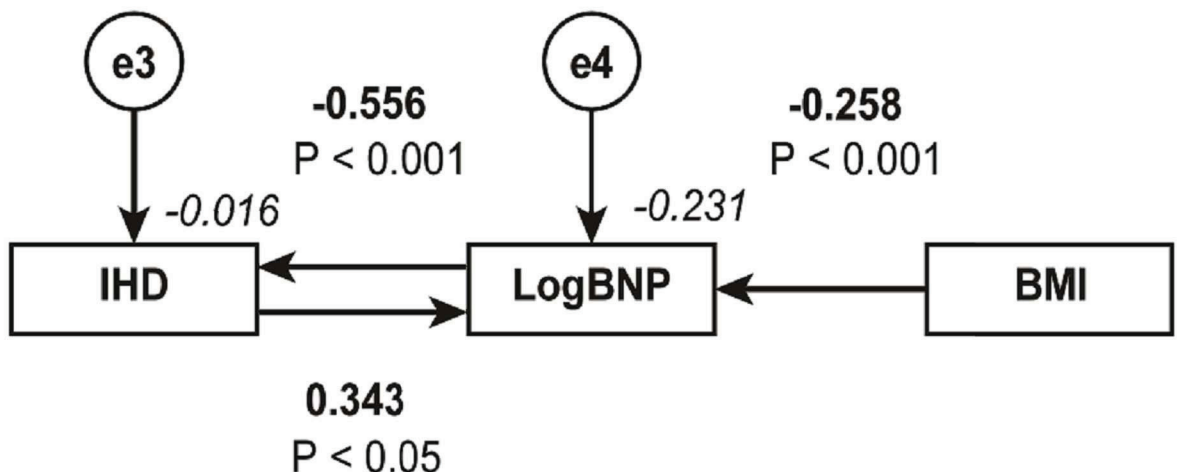 e3
e4
-0.556
P < 0.001
-0.258
P < 0.001
-0.016
-0.231
IHD
LogBNP
BMI
0.343
P < 0.05